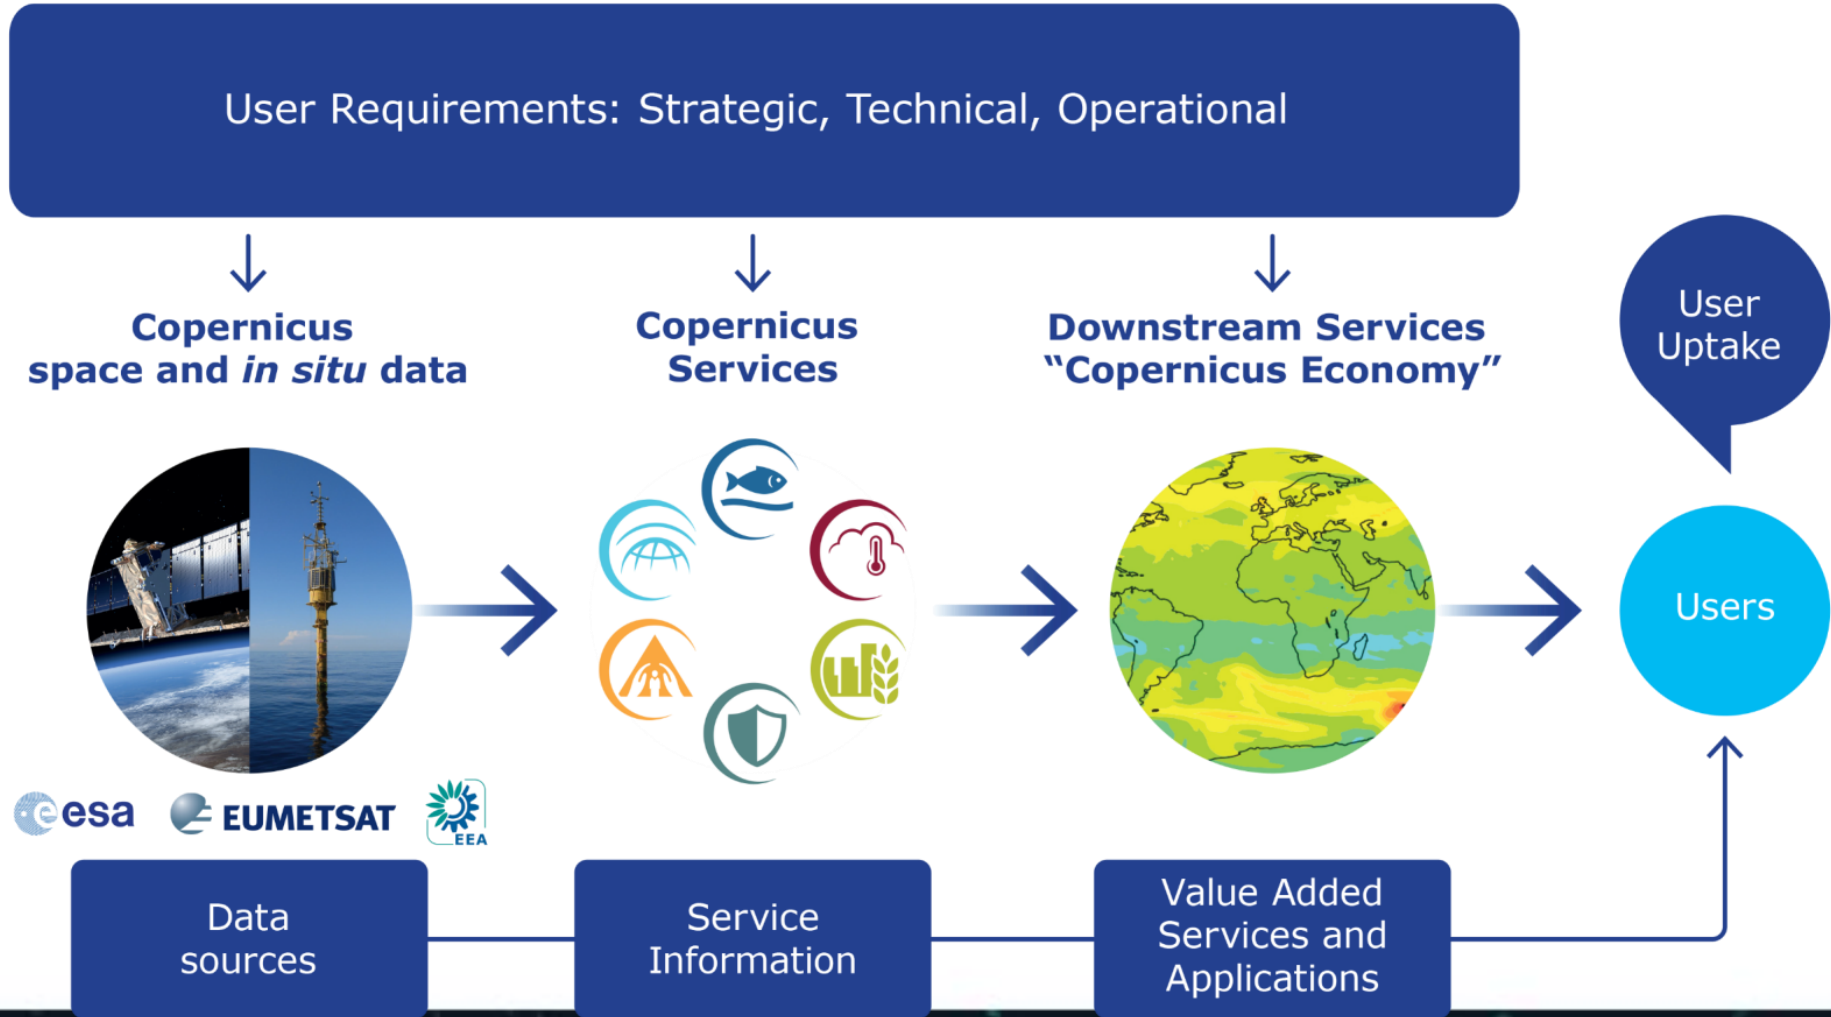 User Requirements: Strategic, Technical, Operational
Copernicus
space and in situ data
Copernicus
Services
Downstream Services
“Copernicus Economy”
User
Uptake
Users
esa
EUMETSAT
EEA
Data
sources
Service
Information
Value Added
Services and
Applications